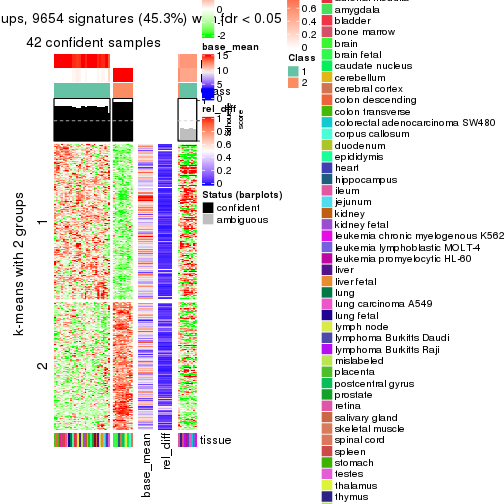 ups, 9654 signatures (45.3%) with fdr < 0.05
42 confident samples
k-means with 2 groups
1
2
0
-2
base_mean
15
10
5
0
rel_diff
1
0.8
0.6
0.4
0.2
0
Status (barplots)
confident
ambiguous
score
base_mean
rel_diff
tissue
0.6
0.4
0.2
0
Class
1
2
amygdala
bladder
bone marrow
brain
brain fetal
caudate nucleus
cerebellum
cerebral cortex
colon descending
colon transverse
colorectal adenocarcinoma SW480
corpus callosum
duodenum
epididymis
heart
hippocampus
ileum
jejunum
kidney
kidney fetal
leukemia chronic myelogenous K562
leukemia lymphoblastic MOLT-4
leukemia promyelocytic HL-60
liver
liver fetal
lung
lung carcinoma A549
lung fetal
lymph node
lymphoma Burkitts Daudi
lymphoma Burkitts Raji
mislabeled
placenta
postcentral gyrus
prostate
retina
salivary gland
skeletal muscle
spinal cord
spleen
stomach
testes
thalamus
thymus